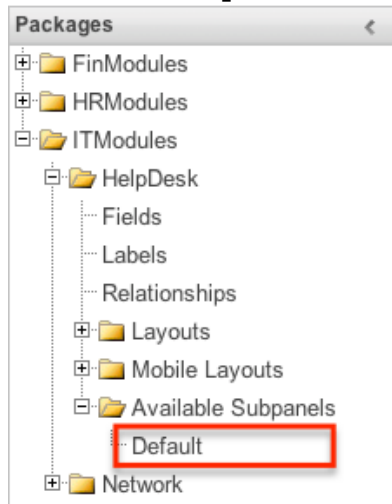 Packages
FinModules
HRModules
ITModules
HelpDesk
Fields
Labels
Relationships
Layouts
Mobile Layouts
Available Subpanels
Default
Network